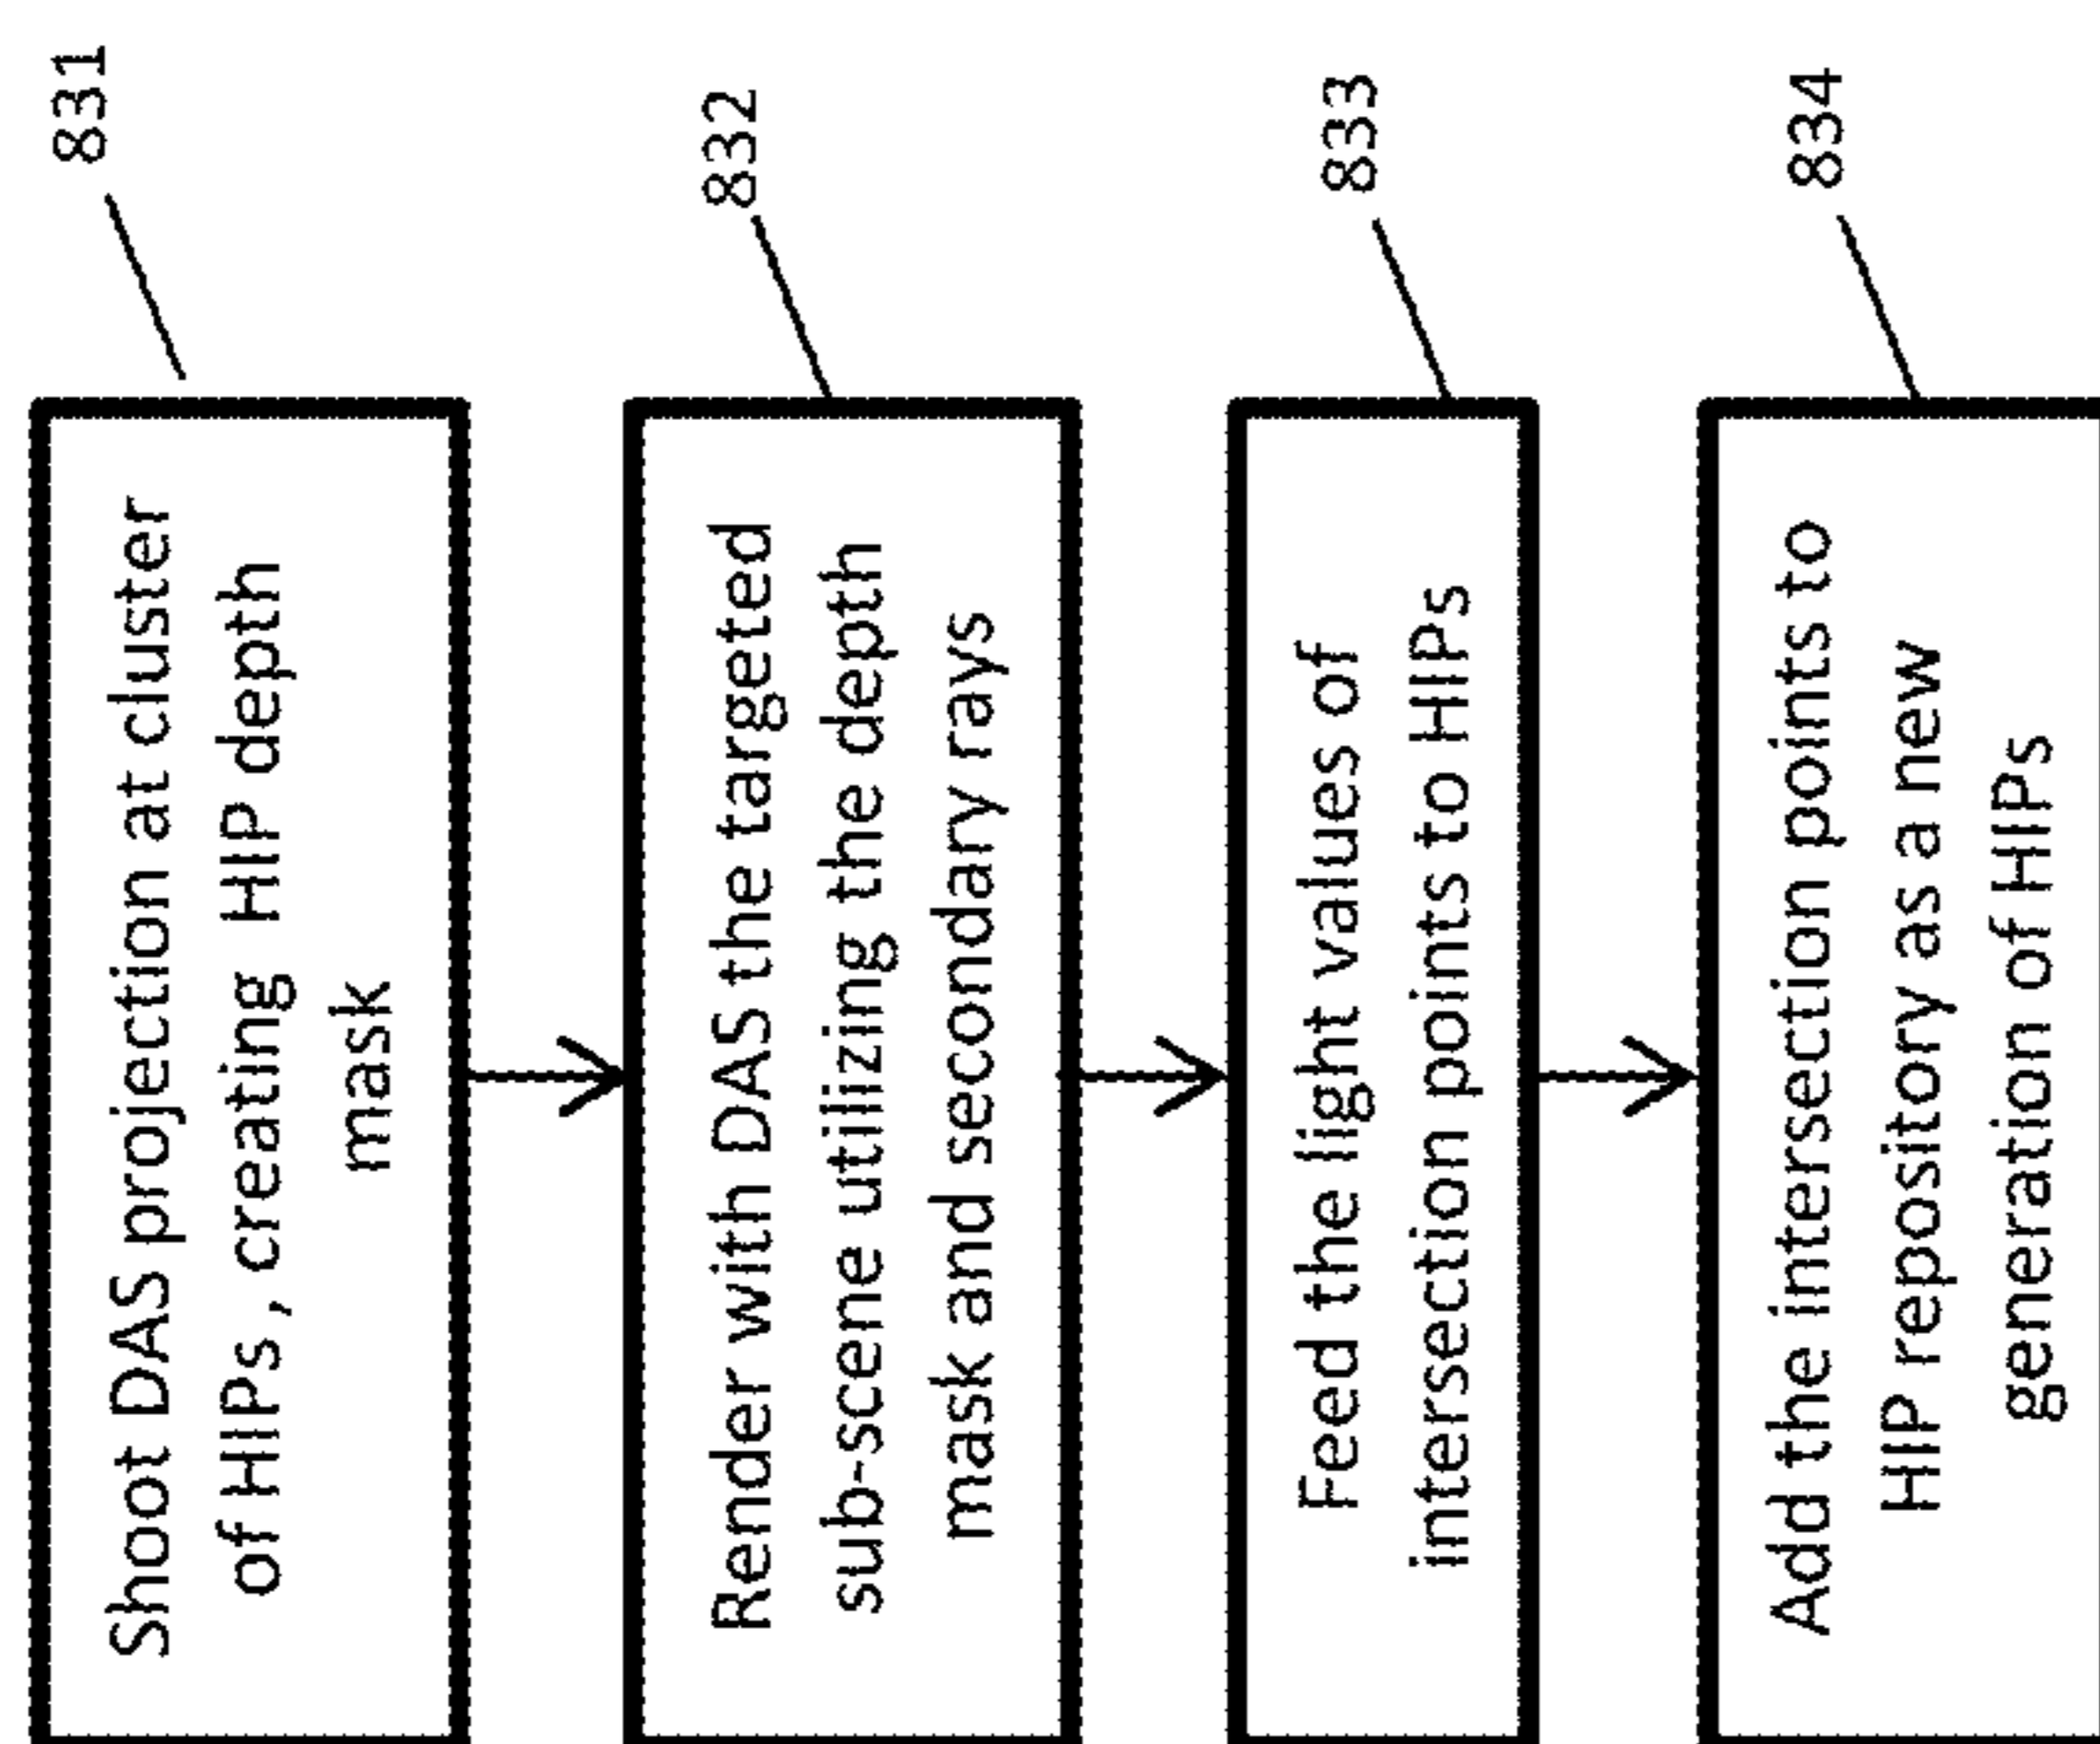 831
Shoot DAS projection at cluster
of HIPs, creating HIP depth
mask
832
Render with DAS the targeted
sub-scene utilizing the depth
mask and secondary rays
833
Feed the light values of
intersection points to HIPs
834
Add the intersection points to
HIP repository as a new
generation of HIPs